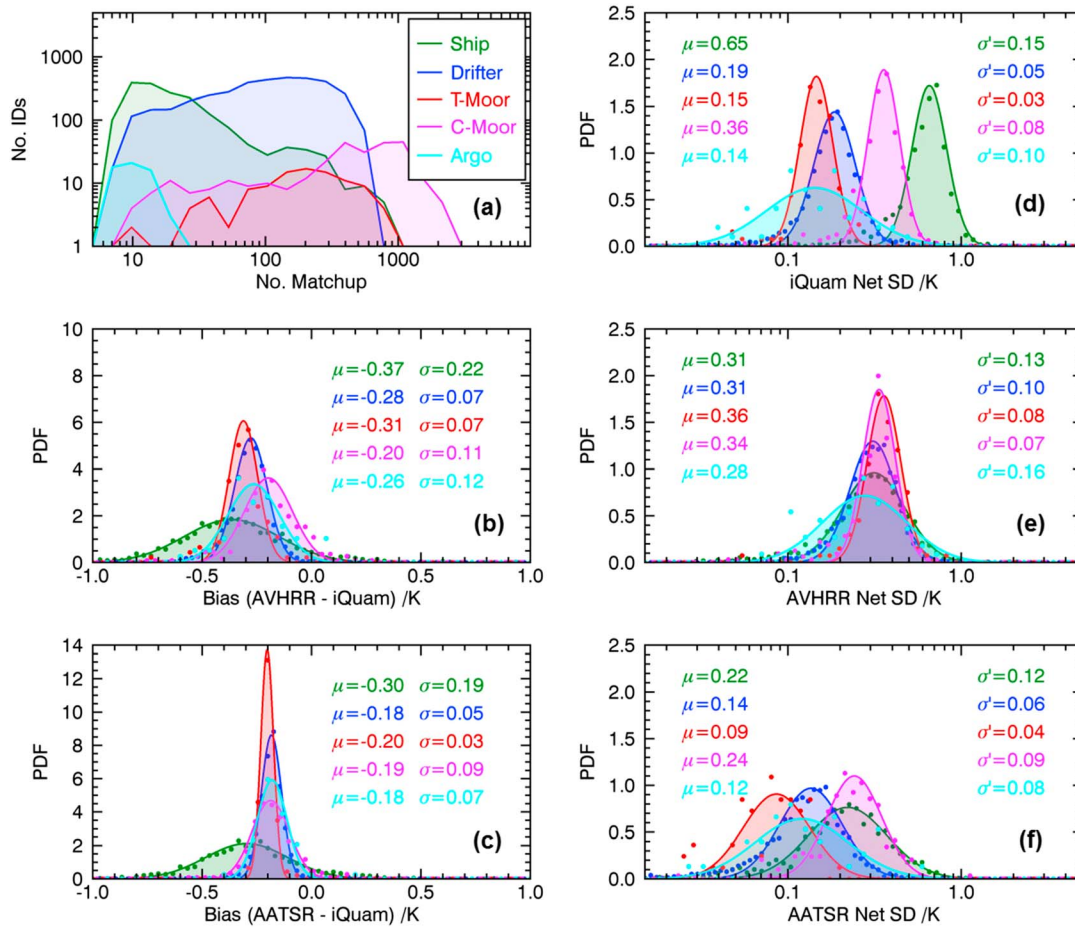 1000
100
10
1
No. IDs
Ship
Drifter
T-Moor
C-Moor
Argo
(a)
10 100 1000
No. Matchup
10
8
6
4
2
0
PDF
μ=-0.37 σ=0.22
μ=-0.28 σ=0.07
μ=-0.31 σ=0.07
μ=-0.20 σ=0.11
μ=-0.26 σ=0.12
(b)
-1.0 -0.5 0.0 0.5 1.0
Bias (AVHRR - iQuam) /K
14
12
10
8
6
4
2
0
PDF
μ=-0.30 σ=0.19
μ=-0.18 σ=0.05
μ=-0.20 σ=0.03
μ=-0.19 σ=0.09
μ=-0.18 σ=0.07
(c)
-1.0 -0.5 0.0 0.5 1.0
Bias (AATSR - iQuam) /K
2.5
2.0
1.5
1.0
0.5
0.0
PDF
μ=0.65 σ'=0.15
μ=0.19 σ'=0.05
μ=0.15 σ'=0.03
μ=0.36 σ'=0.08
μ=0.14 σ'=0.10
(d)
0.1 1.0
iQuam Net SD /K
2.5
2.0
1.5
1.0
0.5
0.0
PDF
μ=0.31 σ'=0.13
μ=0.31 σ'=0.10
μ=0.36 σ'=0.08
μ=0.34 σ'=0.07
μ=0.28 σ'=0.16
(e)
0.1 1.0
AVHRR Net SD /K
2.5
2.0
1.5
1.0
0.5
0.0
PDF
μ=0.22 σ'=0.12
μ=0.14 σ'=0.06
μ=0.09 σ'=0.04
μ=0.24 σ'=0.09
μ=0.12 σ'=0.08
(f)
0.1 1.0
AATSR Net SD /K